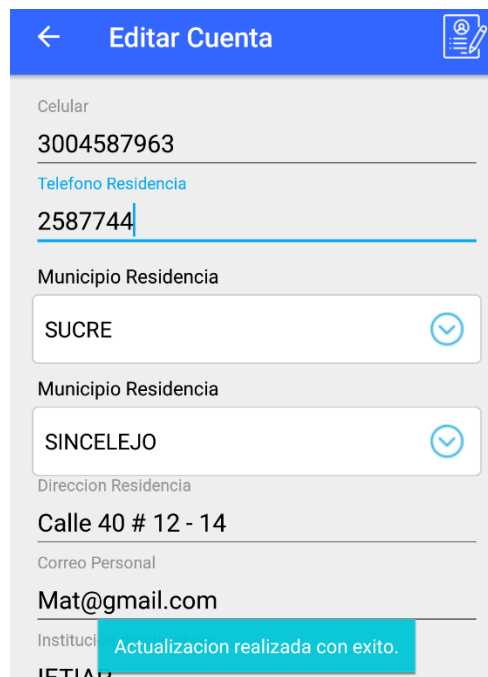 Editar Cuenta
Celular
3004587963
Telefono Residencia
2587744
Municipio Residencia
SUCRE
Municipio Residencia
SINCELEJO
Direccion Residencia
Calle 40 # 12 - 14
Correo Personal
Mat@gmail.com
Actualizacion realizada con exito.